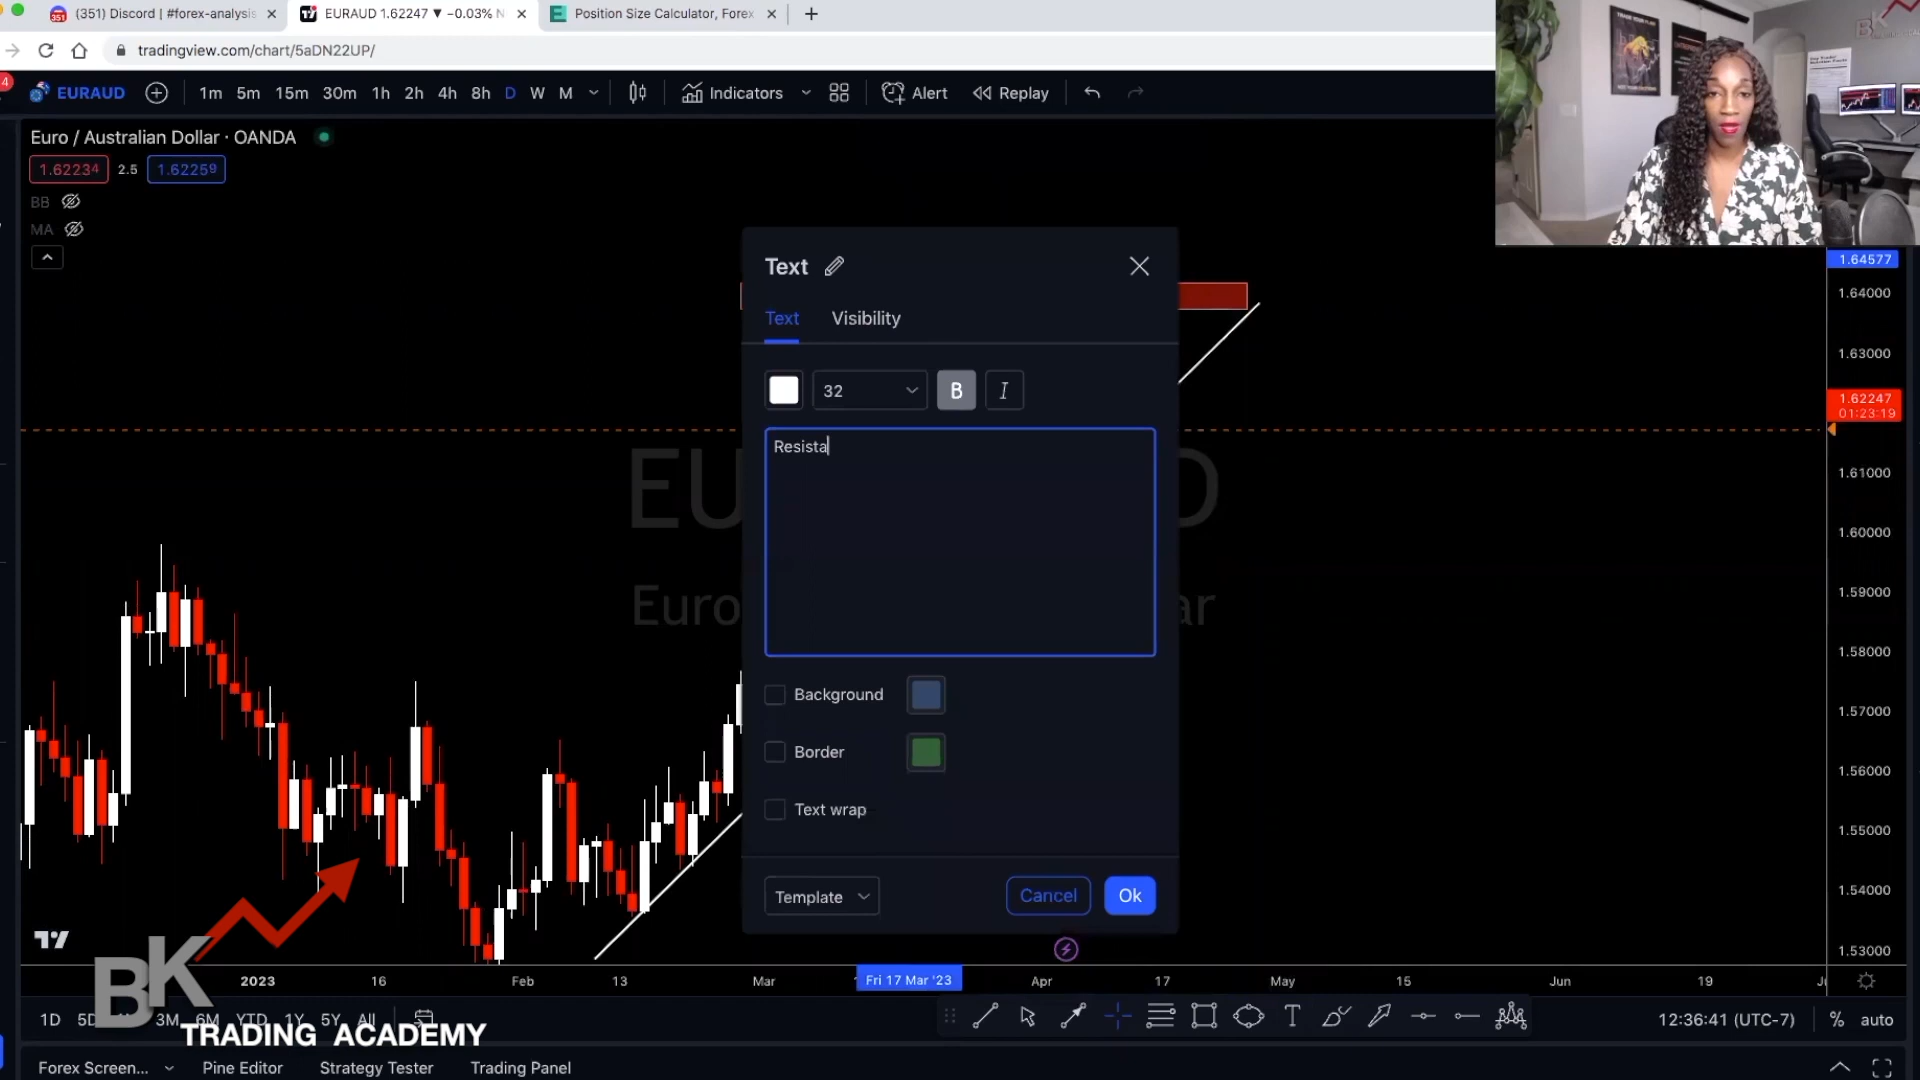 (351) Discord | #forex-analysis
EURAUD 1.62247 ▼ −0.03% N
Position Size Calculator, Forex
tradingview.com/chart/5aDN22UP/
4
EURAUD
1m 5m 15m 30m 1h 2h 4h 8h D W M
Indicators
Alert
Replay
Euro / Australian Dollar · OANDA
1.62234 2.5 1.62259
BB
MA
Text
Text Visibility
32 B I
Resista
Background
Border
Text wrap
Template
Cancel
Ok
1.64577
1.64000
1.63000
1.62247
01:23:19
1.61000
1.60000
1.59000
1.58000
1.57000
1.56000
1.55000
1.54000
1.53000
2023 16 Feb 13 Mar Fri 17 Mar '23 Apr 17 May 15 Jun 19
1D 5D 3M 6M YTD 1Y 5Y All
12:36:41 (UTC-7) % auto
BK
TRADING ACADEMY
Forex Screen... Pine Editor Strategy Tester Trading Panel